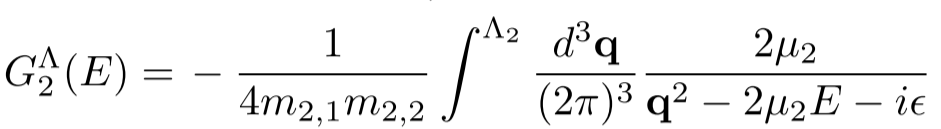 $G_2^{\Lambda}(E) = -\frac{1}{4m_{2,1}m_{2,2}} \int^{\Lambda_2} \frac{d^3\mathbf{q}}{(2\pi)^3} \frac{2\mu_2}{\mathbf{q}^2 - 2\mu_2 E - i\epsilon}$